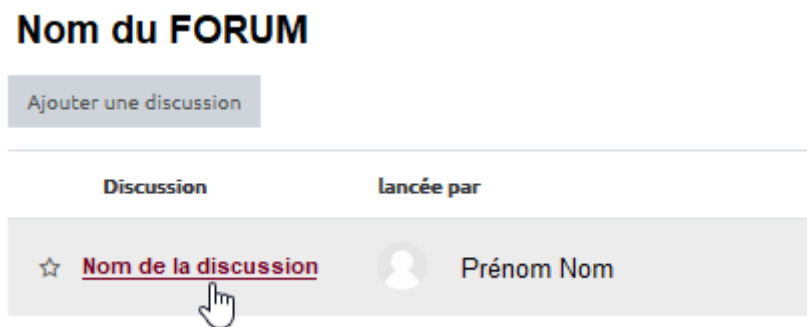 Nom du FORUM
Ajouter une discussion
Discussion lancée par
Nom de la discussion Prénom Nom